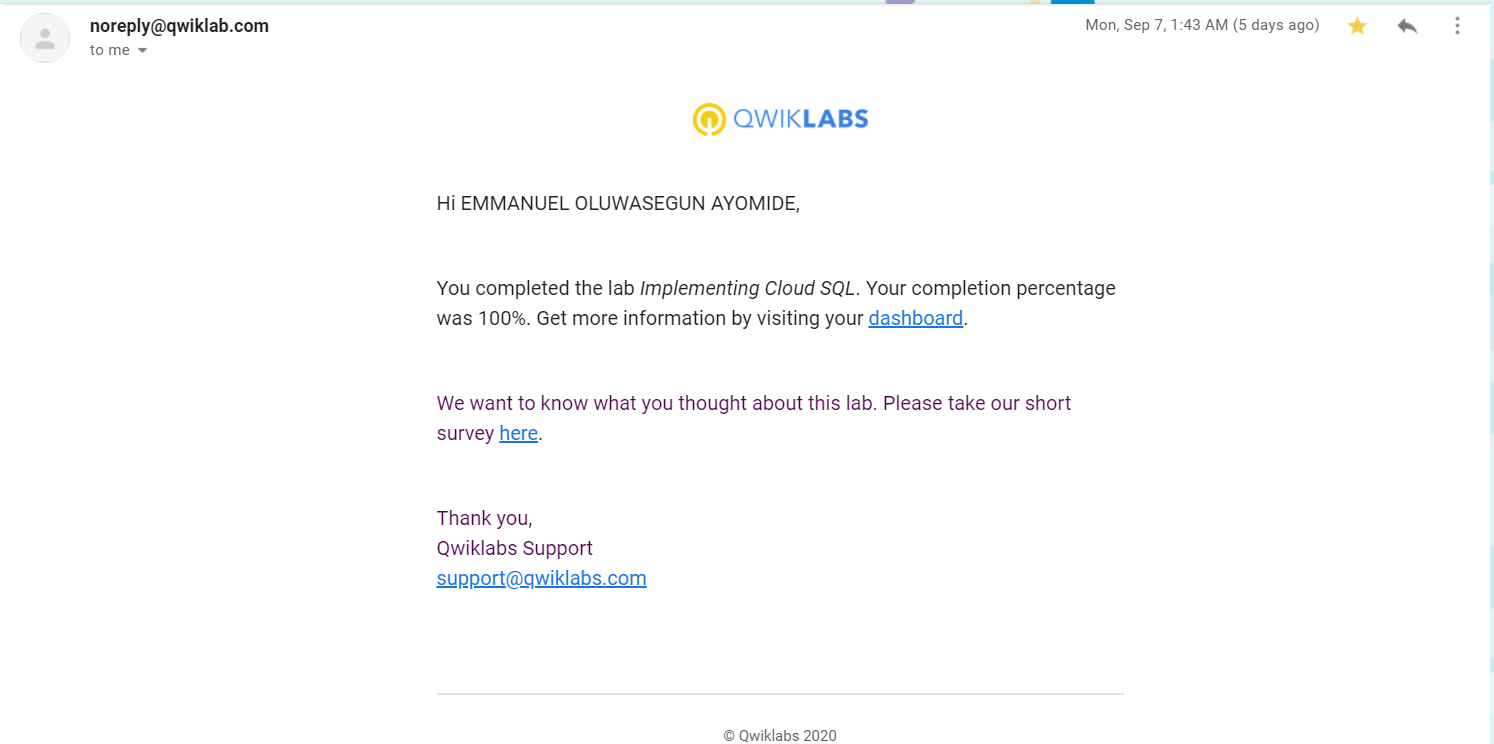 noreply@qwiklab.com
Mon, Sep 7, 1:43 AM (5 days ago)
to me
QWIKLABS
Hi EMMANUEL OLUWASEGUN AYOMIDE,
You completed the lab Implementing Cloud SQL. Your completion percentage
was 100%. Get more information by visiting your dashboard.
We want to know what you thought about this lab. Please take our short
survey here.
Thank you,
Qwiklabs Support
support@qwiklabs.com
© Qwiklabs 2020